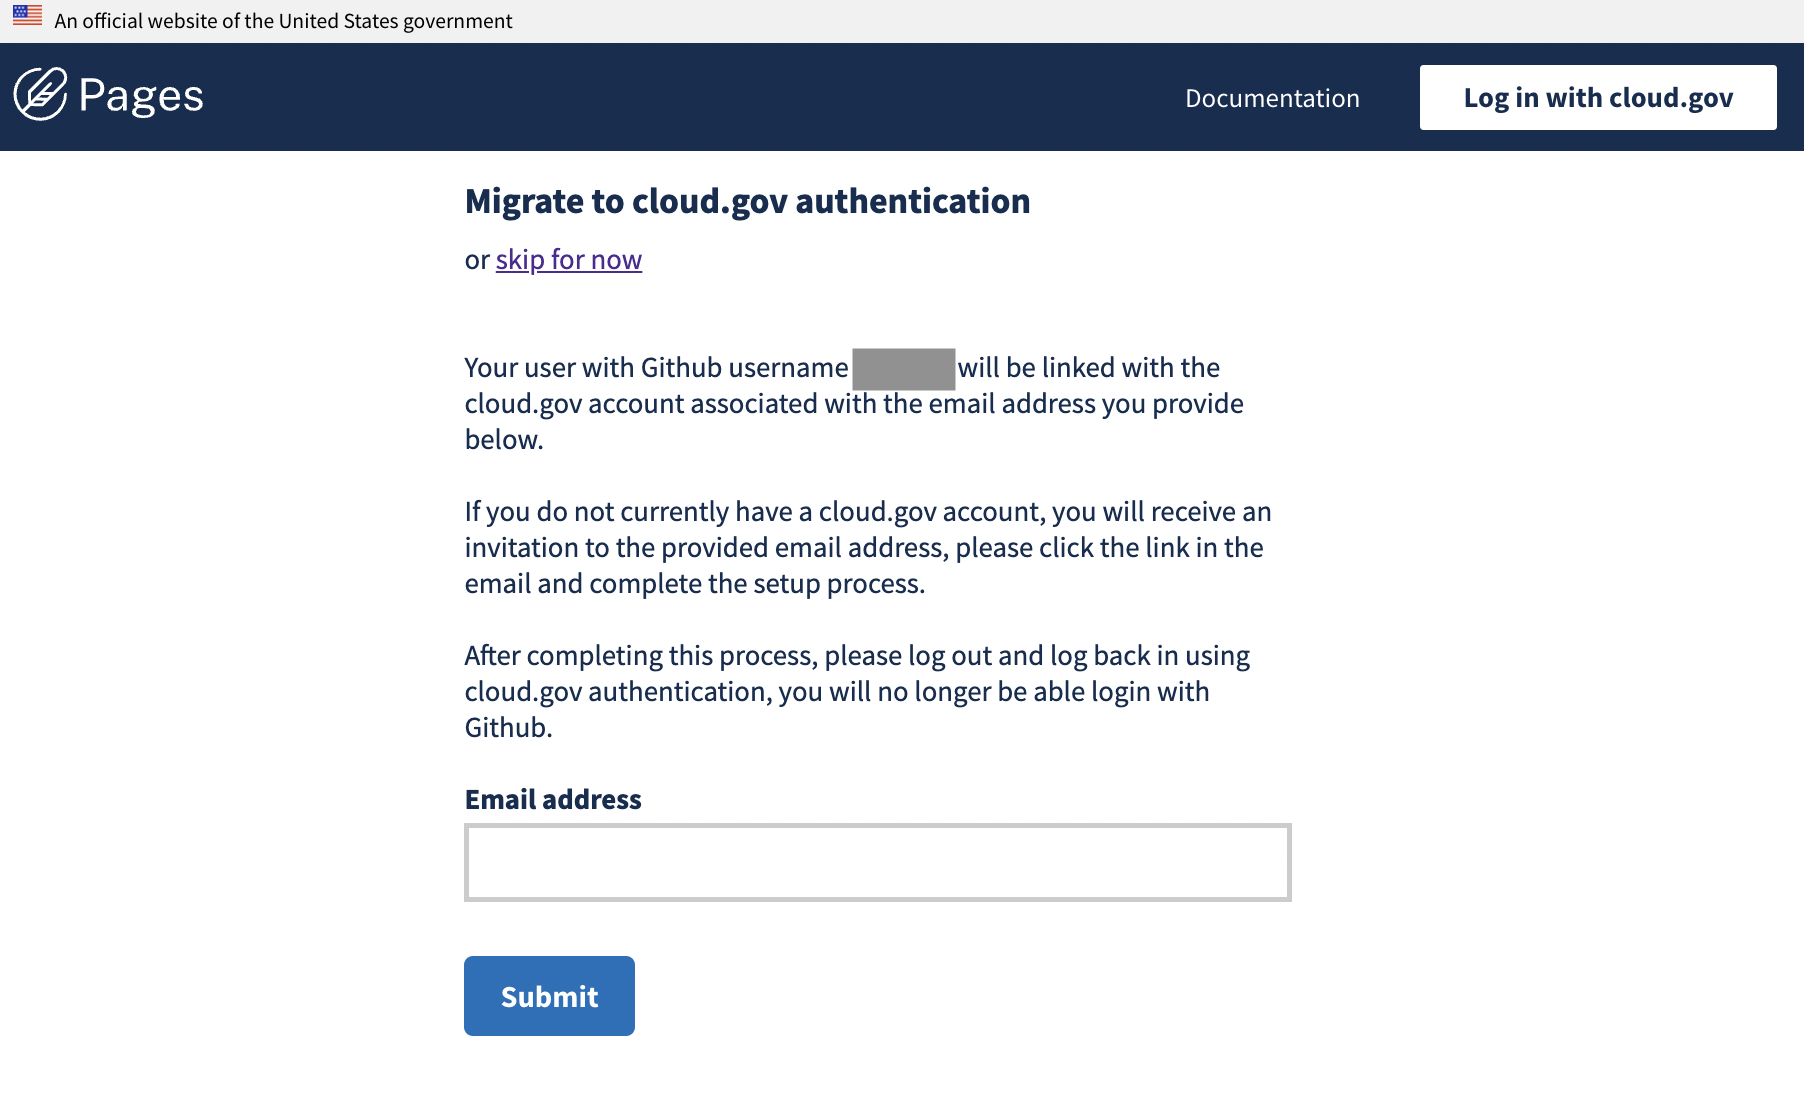 An official website of the United States government
Pages
Documentation
Log in with cloud.gov
Migrate to cloud.gov authentication
or skip for now
Your user with Github username will be linked with the
cloud.gov account associated with the email address you provide
below.
If you do not currently have a cloud.gov account, you will receive an
invitation to the provided email address, please click the link in the
email and complete the setup process.
After completing this process, please log out and log back in using
cloud.gov authentication, you will no longer be able login with
Github.
Email address
Submit